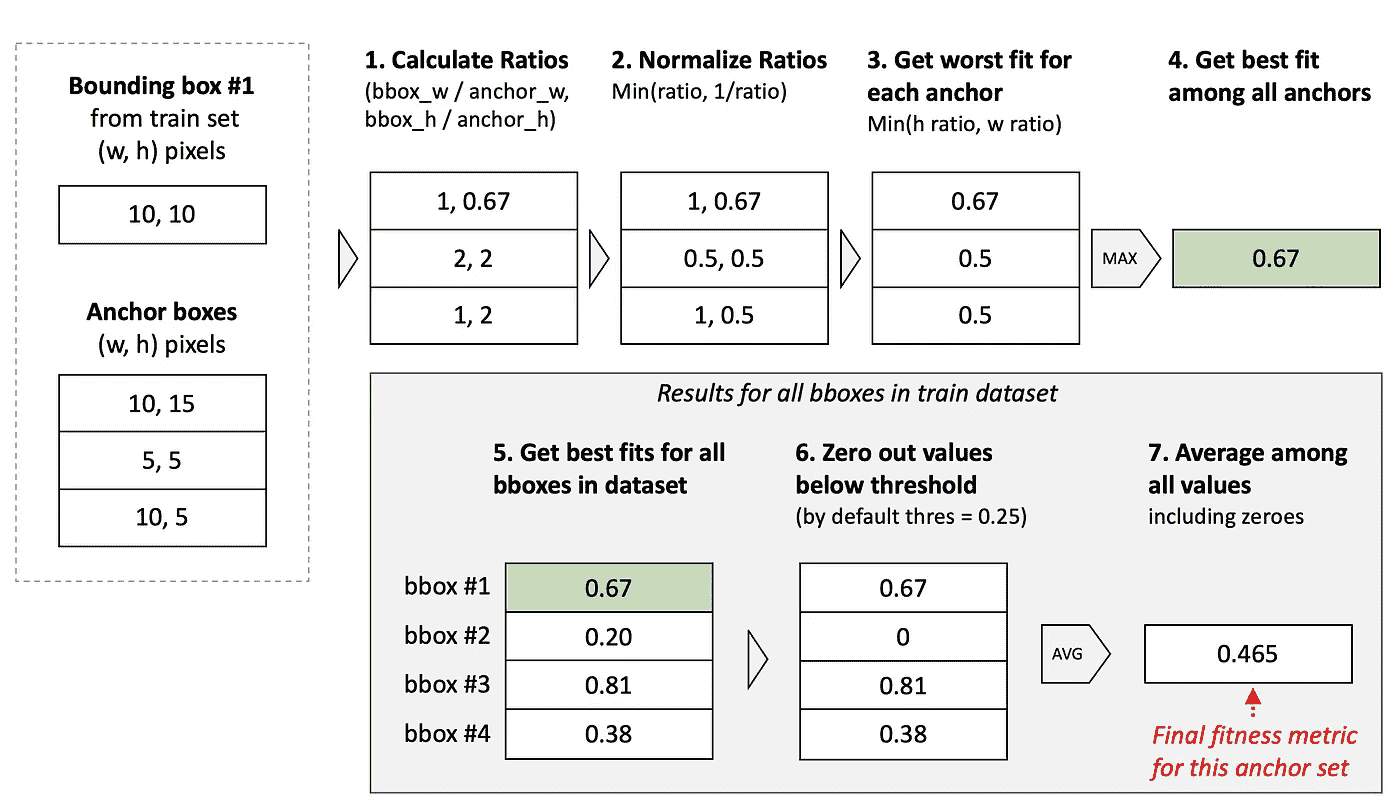 Bounding box #1
from train set
(w, h) pixels
10, 10
Anchor boxes
(w, h) pixels
10, 15
5, 5
10, 5
1. Calculate Ratios
(bbox_w / anchor_w,
bbox_h / anchor_h)
1, 0.67
2, 2
1, 2
2. Normalize Ratios
Min(ratio, 1/ratio)
1, 0.67
0.5, 0.5
1, 0.5
3. Get worst fit for
each anchor
Min(h ratio, w ratio)
0.67
0.5
0.5
MAX
4. Get best fit
among all anchors
0.67
Results for all bboxes in train dataset
5. Get best fits for all
bboxes in dataset
bbox #1 0.67
bbox #2 0.20
bbox #3 0.81
bbox #4 0.38
6. Zero out values
below threshold
(by default thres = 0.25)
0.67
0
0.81
0.38
AVG
7. Average among
all values
including zeroes
0.465
Final fitness metric
for this anchor set